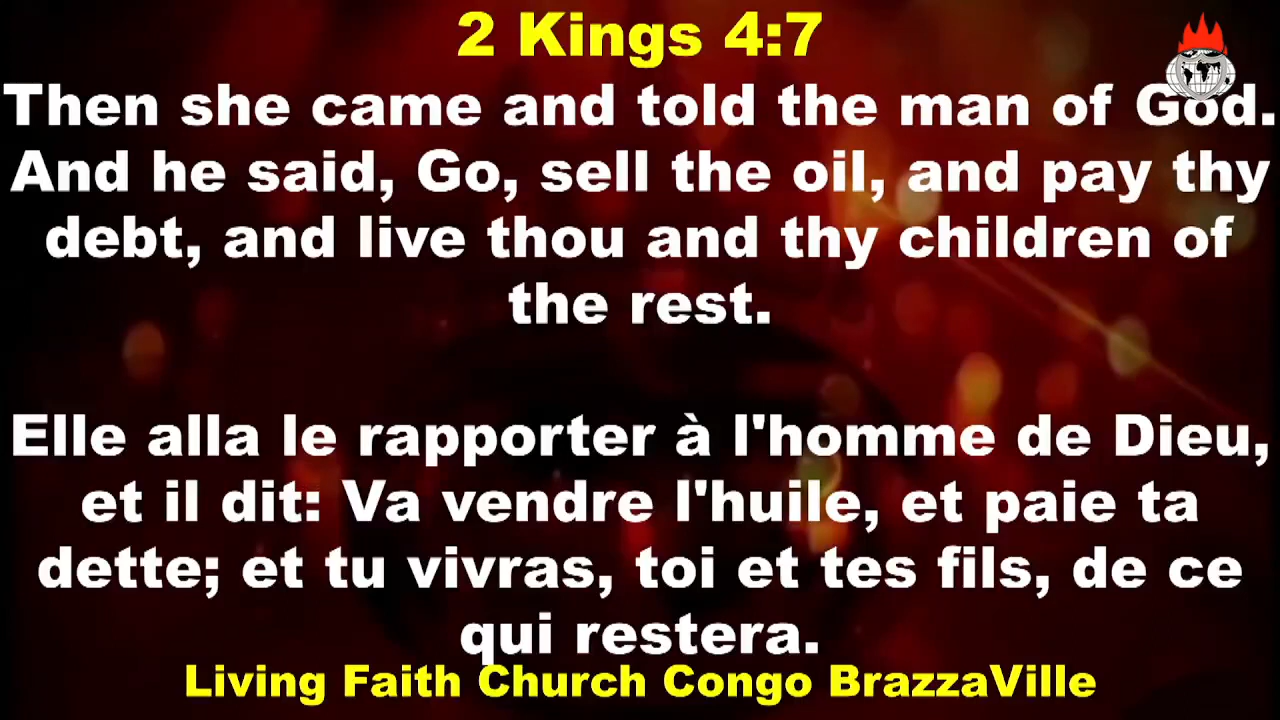 2 Kings 4:7
Then she came and told the man of God.
And he said, Go, sell the oil, and pay thy
debt, and live thou and thy children of
the rest.
Elle alla le rapporter à l'homme de Dieu,
et il dit: Va vendre l'huile, et paie ta
dette; et tu vivras, toi et tes fils, de ce
qui restera.
Living Faith Church Congo BrazzaVille